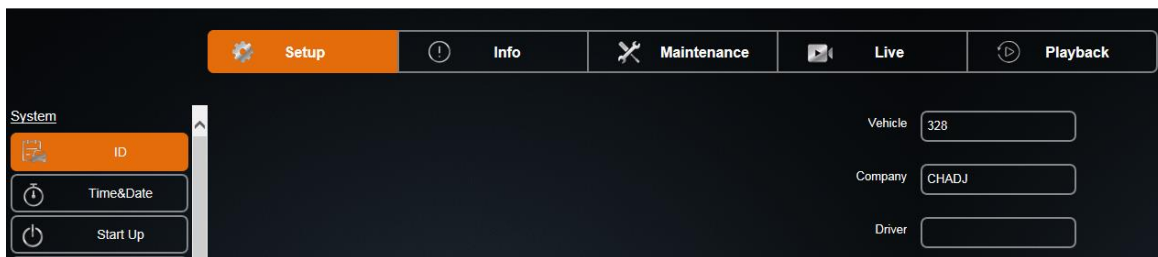 Setup
Info
Maintenance
Live
Playback
System
ID
Time&Date
Start Up
Vehicle 328
Company CHADJ
Driver